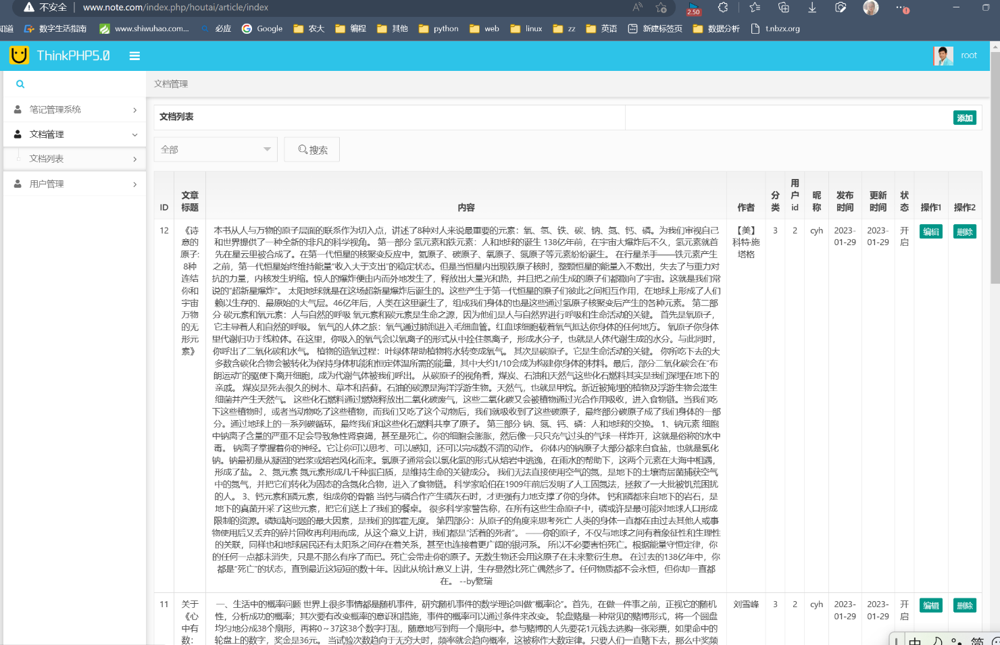 不安全 www.note.com/index.php/houtai/article/index
2.50
知道 数字生活指南 www.shiwuhao.com... 必应 Google 农大 编程 其他 python web linux zz 英语 新建标签页 数据分析 t.nbzx.org
ThinkPHP5.0 root
笔记管理系统
文档管理
文档列表
用户管理
文档管理
文档列表 添加
全部 搜索
ID 文章标题 内容 作者 分类 用户id 昵称 发布时间 更新时间 状态 操作1 操作2
12
《诗
意的
原子:
8种
连结
你和
宇宙
万物
的无
形元
素》
本书从人与万物的原子层面的联系作为切入点，讲述了8种对人来说最重要的元素：氧、氢、铁、碳、钠、氮、钙、磷。为我们审视自己
和世界提供了一种全新的非凡的科学视角。 第一部分 氢元素和铁元素：人和地球的诞生 138亿年前，在宇宙大爆炸后不久，氢元素就首
先在星云里被合成了。在第一代恒星的核聚变反应中，氦原子、碳原子、氧原子、氮原子等元素纷纷诞生。 在行星杀手——铁元素产生
之前，第一代恒星始终维持能量“收入大于支出”的稳定状态。但是当恒星内出现铁原子核时，整颗恒星的能量入不敷出，失去了与重力对
抗的力量，内核发生坍缩。惊人的爆炸便由内而外地发生了，释放出大量光和热，并且把之前生成的原子们都撒向了宇宙。这就是我们常
说的“超新星爆炸”。 太阳地球就是在这场超新星爆炸后诞生的。这些产生于第一代恒星的原子们彼此之间相互作用，在地球上形成了人们
赖以生存的、最原始的大气层。46亿年后，人类在这里诞生了，组成我们身体的也是这些通过氢原子核聚变后产生的各种元素。 第二部
分 碳元素和氧元素：人与自然的呼吸 氧元素和碳元素是生命之源，因为他们是人与自然界进行呼吸和生命活动的关键。 首先是氧原子，
它主导着人和自然的呼吸。 氧气的人体之旅：氧气通过肺泡进入毛细血管。红血球细胞载着氧气抵达你身体的任何地方。 氧原子你身体
里代谢归功于线粒体。在这里，你吸入的氧气会以氧离子的形式从中拴住氢离子，形成水分子，也就是人体代谢生成的水分。与此同时，
你呼出了二氧化碳和水气。 植物的造氧过程：叶绿体帮助植物将水转变成氧气。 其次是碳原子。它是生命活动的关键。 你所吃下去的大
多数含碳化合物会被转化为保持身体机能和恒定体温所需的能量，其中大约1/10会成为构建你身体的材料。最后，部分二氧化碳会在“布
朗运动”的驱使下离开细胞，成为代谢气体被我们呼出。 从碳原子的视角看，煤炭、石油和天然气这些化石燃料其实是我们深埋在地下的
亲戚。 煤炭是死去很久的树木、草本和苔藓。石油的碳源是海洋浮游生物。天然气，也就是甲烷。新近被掩埋的植物及浮游生物会滋生
细菌并产生天然气。 这些化石燃料通过燃烧释放出二氧化碳废气，这些二氧化碳又会被植物通过光合作用吸收，进入食物链。当我们吃
下这些植物时，或者当动物吃了这些植物，而我们又吃了这个动物后，我们就吸收到了这些碳原子，最终部分碳原子成了我们身体的一部
分。通过地球上的一系列碳循环，最终我们和这些化石燃料共享了原子。 第三部分 钠、氮、钙、磷：人和地球的交换。 1、钠元素 细胞
中钠离子含量的严重不足会导致急性肾衰竭，甚至是死亡。你的细胞会膨胀，然后像一只只充气过头的气球一样炸开，这就是俗称的水中
毒。 钠离子掌握着你的神经。它让你可以思考、可以感知，还可以完成数不清的动作。 你体内的钠原子大部分都来自食盐，也就是氯化
钠。钠最初是从凝固的岩浆或熔岩风化而来。氯原子通常会以氯化氢的形式从熔岩中逃逸，在雨水的帮助下，这两个元素在大海中相遇，
形成了盐。 2、氮元素 氮元素形成几千种蛋白质，是维持生命的关键成分。 我们无法直接使用空气的氮，是地下的土壤寄居菌捕获空气
中的氮气，并把它们转化为固态的含氮化合物，进入了食物链。 科学家哈伯在1909年前后发明了人工固氮法，拯救了一大批被饥荒困扰
的人。 3、钙元素和磷元素，组成你的骨骼 当钙与磷合作产生磷灰石时，才更强有力地支撑了你的身体。 钙和磷都来自地下的岩石，是
地下的真菌开采了这些元素，把它们送上了我们的餐桌。 很多科学家警告称，在所有这些生命原子中，磷或许是最可能对地球人口形成
限制的资源。磷短缺问题的最大因素，是我们的挥霍无度。 第四部分：从原子的角度来思考死亡 人类的身体一直都在由过去其他人或事
物使用后又丢弃的碎片回收再利用而成，从这个意义上讲，我们都是“活着的死者”。 ——你的原子，不仅与地球之间有着象征性和生理性
的关联，同样也和地球居民还有太阳系之间存在着关系，甚至也连接着更广阔的银河系。 所以不必要害怕死亡。根据能量守恒定律，你
的任何一点都未消失，只是不那么有序了而已。死亡会带走你的原子。无数生物还会用这原子在未来繁衍生息。 在过去的138亿年中，你
都是“死亡”的状态，直到最近这短短的数十年。因此从统计意义上讲，生存显然比死亡偶然多了。任何物质都不会永恒，但你却一直都
在。 --by繁瑞
【美】
科特·施
塔格
3 2 cyh 2023-01-29 2023-01-29 开启 编辑 删除
11
关于
《心
中有
数：
一、生活中的概率问题 世界上很多事情都是随机事件，研究随机事件的数学理论叫做“概率论”。首先，在做一件事之前，正视它的随机
性，分析成功的概率；其次要有改变概率的意识和措施，事件的概率可以通过条件来改变。 轮盘赌是一种常见的赌博形式，将一个圆盘
均匀地分成38个扇形，再将0～37这38个数字打乱，随意地写到每一个扇形中。参与赌博的人先要花1元钱去选购一张彩票，如果命中的
轮盘上的数字，奖金是36元。 当试验次数趋向于无穷大时，频率就会趋向概率，这被称作大数定律。只要人们一直赌下去，那么中奖频
刘雪峰 3 2 cyh 2023-01-29 2023-01-29 开启 编辑 删除
中 简